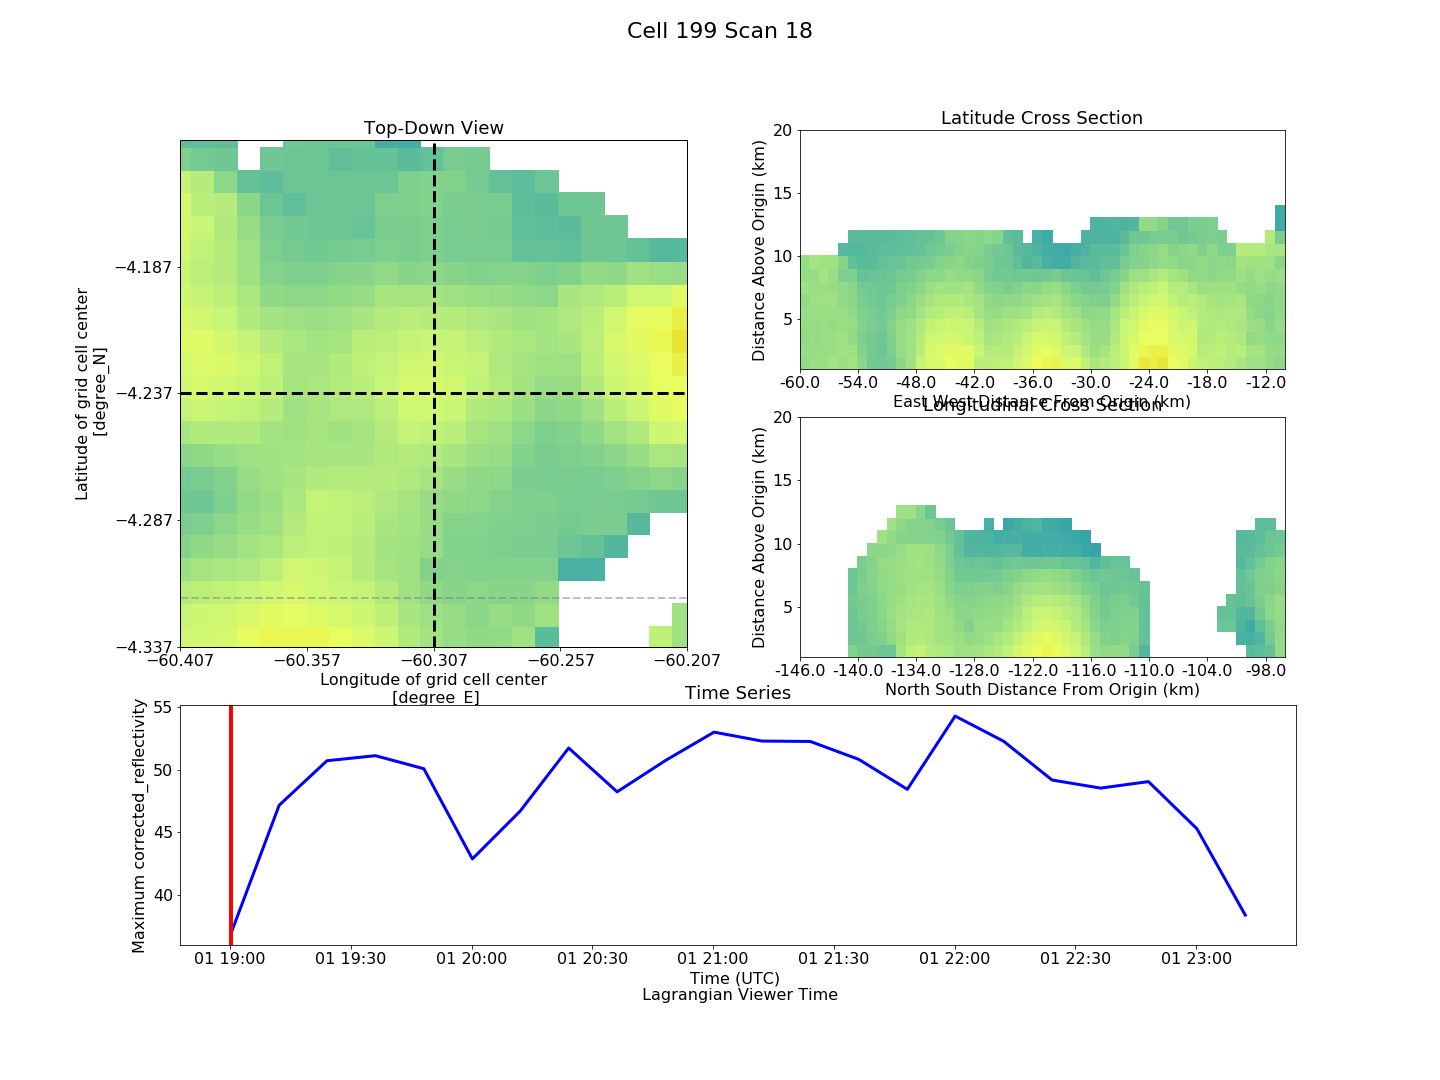 Cell 199 Scan 18
Top-Down View
−4.187
−4.237
−4.287
−4.337
Latitude of grid cell center
[degree_N]
−60.407 −60.357 −60.307 −60.257 −60.207
Longitude of grid cell center
[degree_E]
Latitude Cross Section
20
15
10
5
Distance Above Origin (km)
-60.0 -54.0 -48.0 -42.0 -36.0 -30.0 -24.0 -18.0 -12.0
East West Distance From Origin (km)
Longitudinal Cross Section
20
15
10
5
Distance Above Origin (km)
-146.0 -140.0 -134.0 -128.0 -122.0 -116.0 -110.0 -104.0 -98.0
North South Distance From Origin (km)
Time Series
55
50
45
40
Maximum corrected_reflectivity
01 19:00 01 19:30 01 20:00 01 20:30 01 21:00 01 21:30 01 22:00 01 22:30 01 23:00
Time (UTC)
Lagrangian Viewer Time